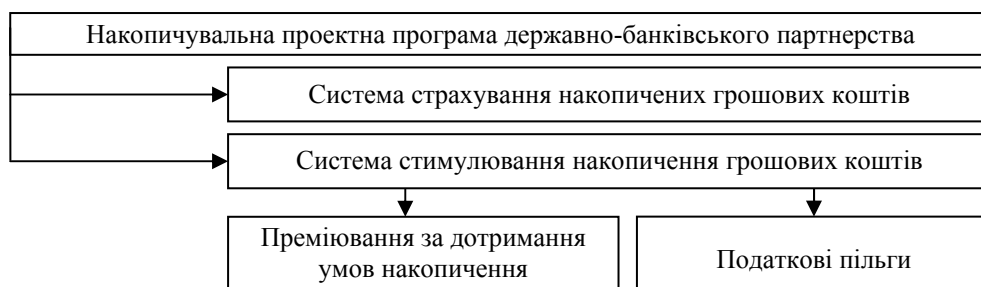 Накопичувальна проектна програма державно-банківського партнерства
Система страхування накопичених грошових коштів
Система стимулювання накопичення грошових коштів
Преміювання за дотримання
умов накопичення
Податкові пільги